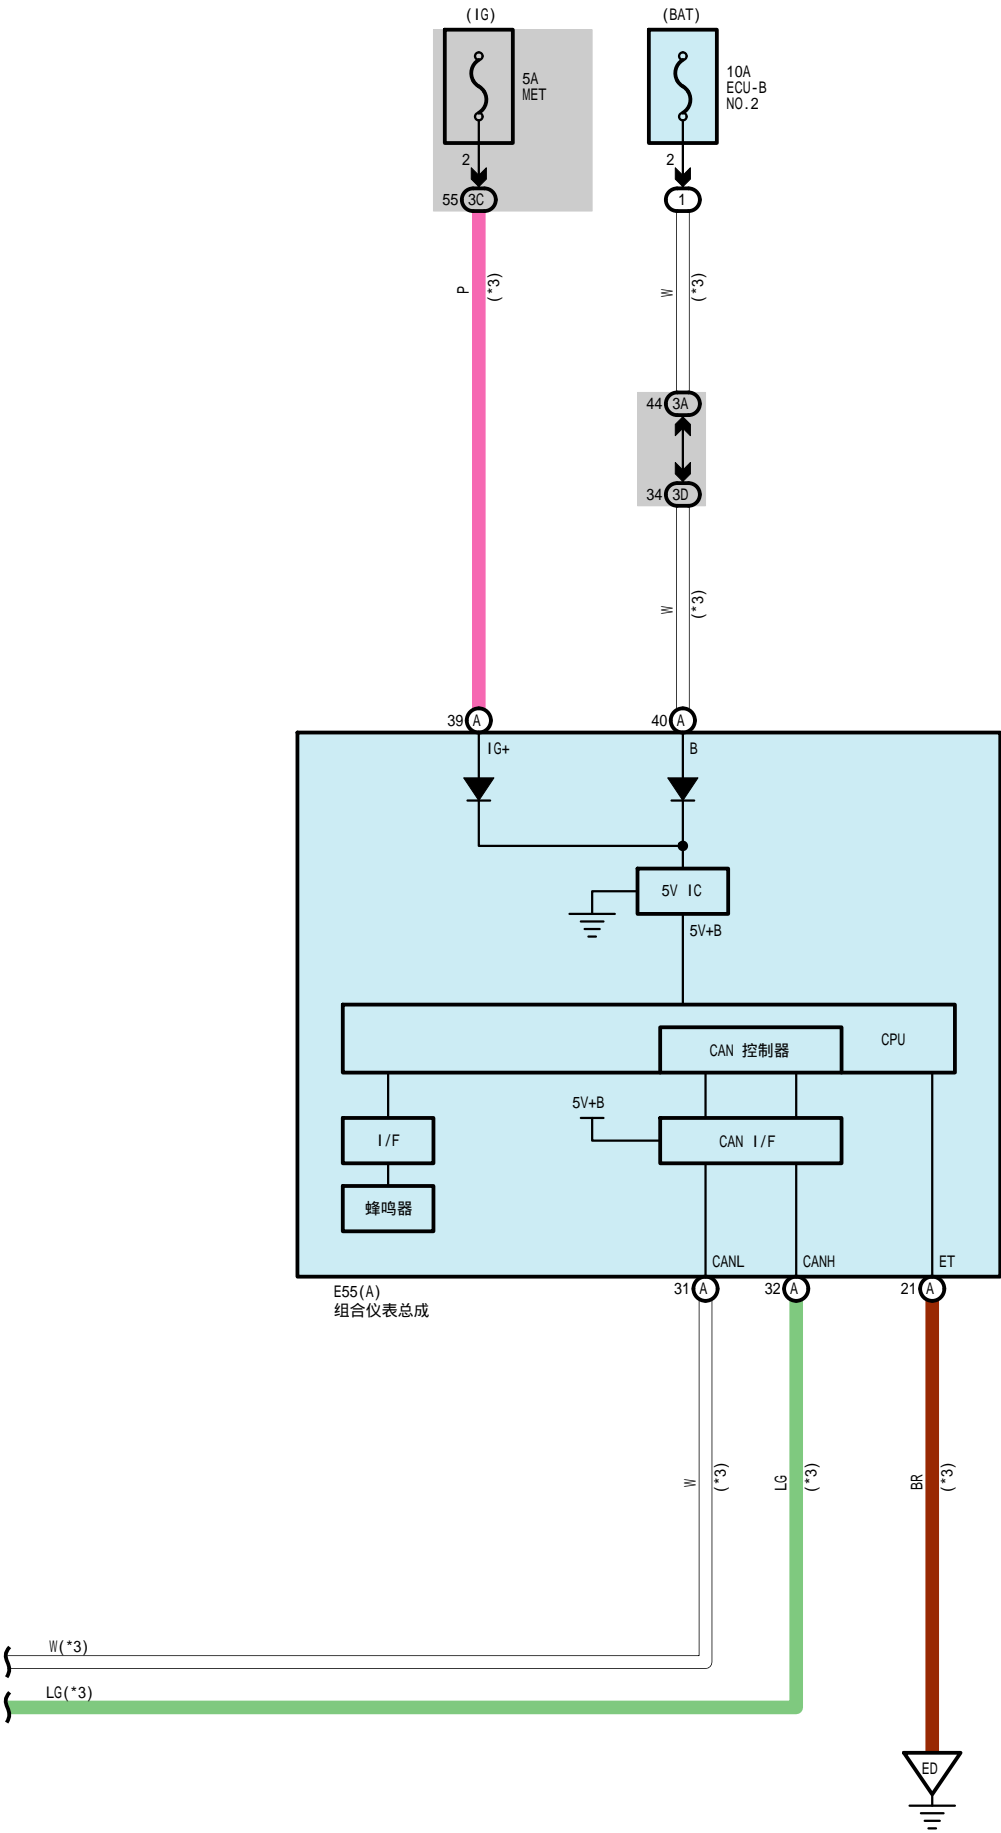 (IG)
(BAT)
5A
MET
10A
ECU-B
NO.2
2
2
55 3C
1
P
(*3)
W
(*3)
44 3A
34 3D
W
(*3)
39 A
40 A
IG+
B
5V IC
5V+B
CPU
CAN 控制器
5V+B
I/F
CAN I/F
蜂鸣器
CANL
CANH
ET
E55(A)
组合仪表总成
31 A
32 A
21 A
W
(*3)
LG
(*3)
BR
(*3)
W(*3)
LG(*3)
ED